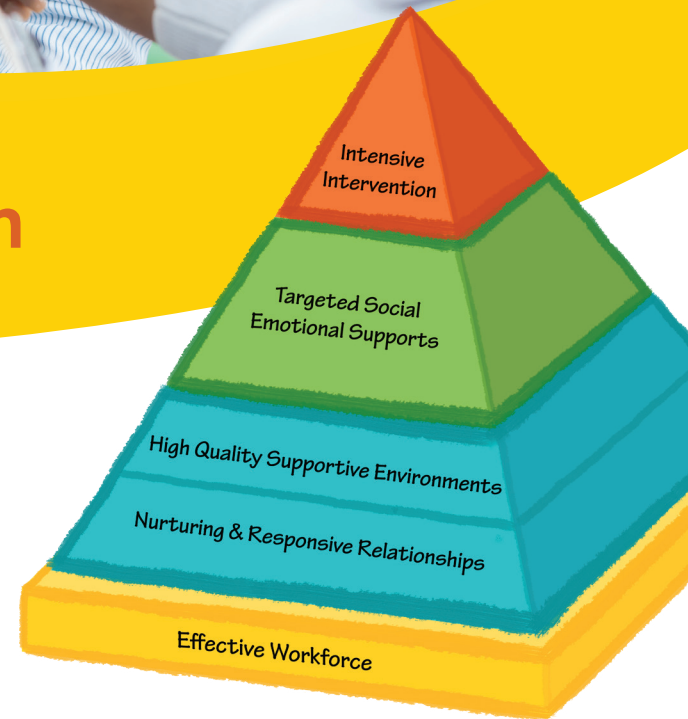 n
Intensive
Intervention
Targeted Social
Emotional Supports
High Quality Supportive Environments
Nurturing & Responsive Relationships
Effective Workforce